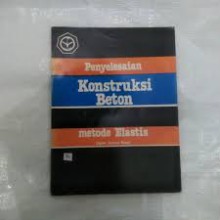 Penyelesaian
Konstruksi
Beton
metode Elastis